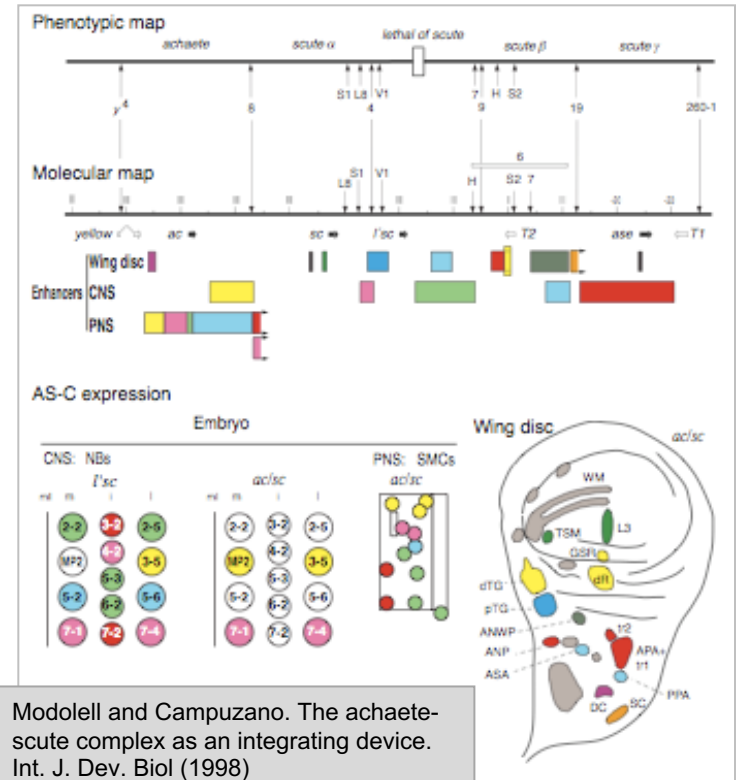 Phenotypic map
achaete scute α lethal of scute scute β scute γ
S1 L8 V1 7 H S2
y4 6 4 9 19 260-1
6
Molecular map
L8 S1 V1 H S2 7
yellow ac sc l'sc T2 ase T1
Wing disc
Enhancers CNS
PNS
AS-C expression
Embryo
Wing disc
CNS: NBs
PNS: SMCs
l'sc ac/sc ac/sc
ac/sc
ml m i l ml m i l
2-2 3-2 2-5 2-2 3-2 2-5
MP2 4-2 3-5 MP2 4-2 3-5
5-3 5-3
5-2 6-2 5-6 5-2 6-2 5-6
7-1 7-2 7-4 7-1 7-2 7-4
WM
TSM
L3
GSR
dR
dTG
pTG
ANWP
ANP
ASA
tr2
APA+
tr1
PPA
DC
SC
Modolell and Campuzano. The achaete-
scute complex as an integrating device.
Int. J. Dev. Biol (1998)